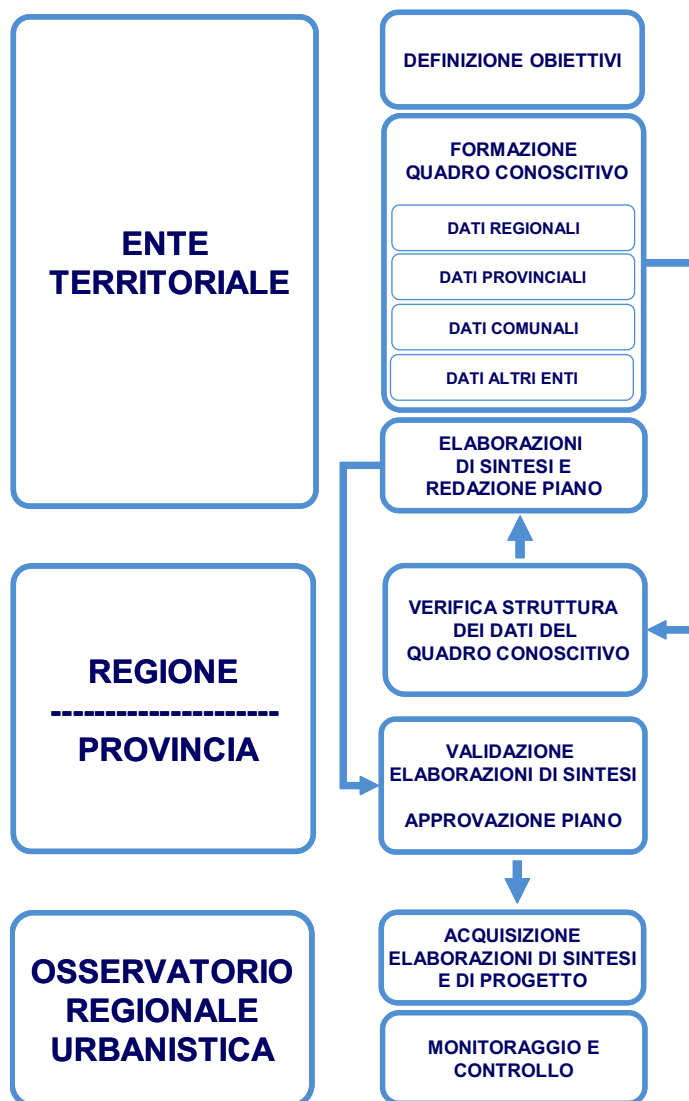 ENTE
TERRITORIALE
DEFINIZIONE OBIETTIVI
FORMAZIONE
QUADRO CONOSCITIVO
DATI REGIONALI
DATI PROVINCIALI
DATI COMUNALI
DATI ALTRI ENTI
ELABORAZIONI
DI SINTESI E
REDAZIONE PIANO
REGIONE
---------------------
PROVINCIA
VERIFICA STRUTTURA
DEI DATI DEL
QUADRO CONOSCITIVO
VALIDAZIONE
ELABORAZIONI DI SINTESI
APPROVAZIONE PIANO
OSSERVATORIO
REGIONALE
URBANISTICA
ACQUISIZIONE
ELABORAZIONI DI SINTESI
E DI PROGETTO
MONITORAGGIO E
CONTROLLO